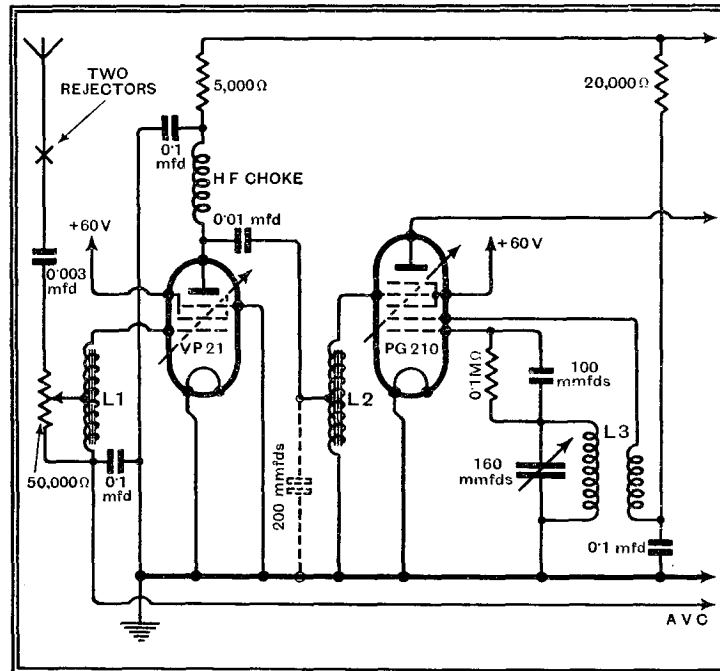 TWO
REJECTORS
5,000Ω
20,000Ω
0·1
mfd
HF CHOKE
+60V
0·01 mfd
+60V
0·003
mfd
VP 21
PG 210
L1
L2
0·1MΩ
100
mmfds
L3
160
mmfds
50,000Ω
0·1
mfd
200 mmfds
0·1 mfd
AVC